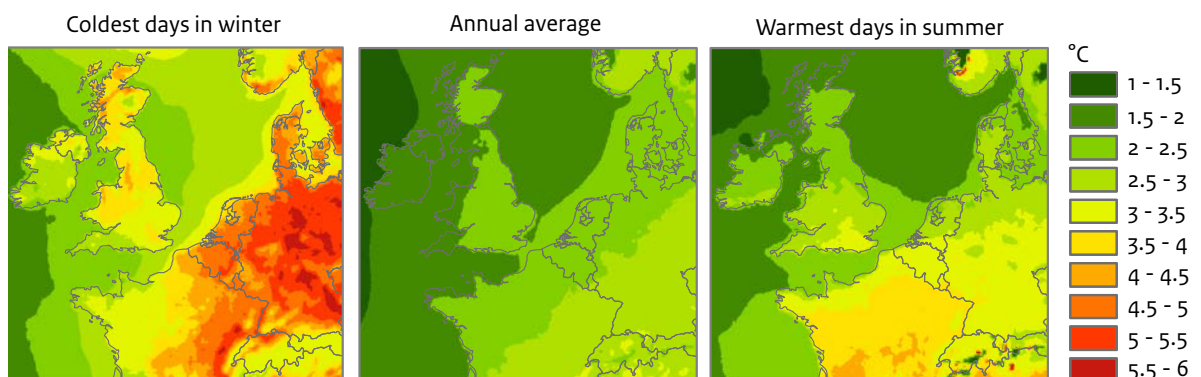 Coldest days in winter
Annual average
Warmest days in summer
°C
1 - 1.5
1.5 - 2
2 - 2.5
2.5 - 3
3 - 3.5
3.5 - 4
4 - 4.5
4.5 - 5
5 - 5.5
5.5 - 6